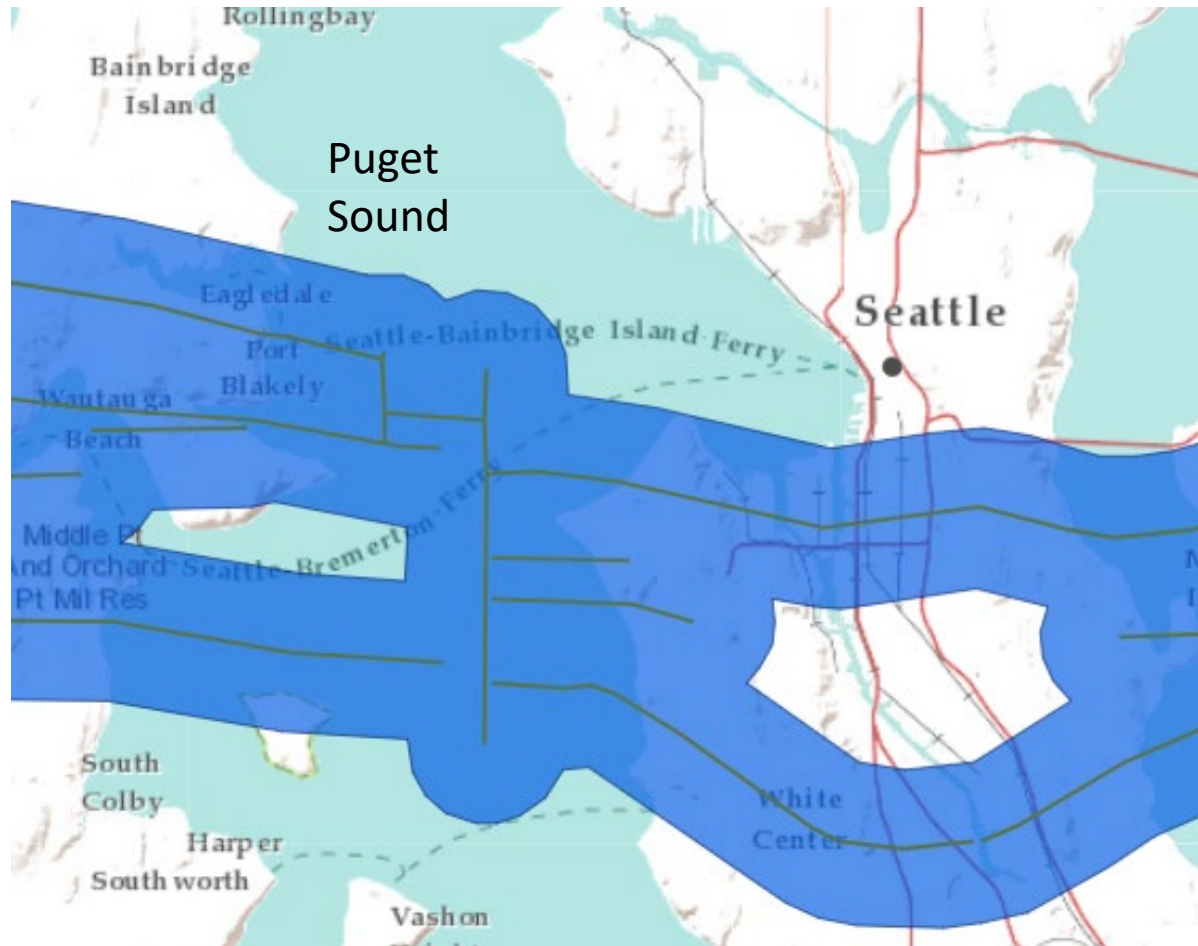 Rollingbay
Bainbridge
Island
Puget
Sound
Seattle
Eagledale
Seattle-Bainbridge Island Ferry
Port
Blakely
Wautauga
Beach
Middle Pt
And Orchard
Pt Mil Res
Seattle-Bremerton-Ferry
South
Colby
White
Center
Harper
Southworth
Vashon